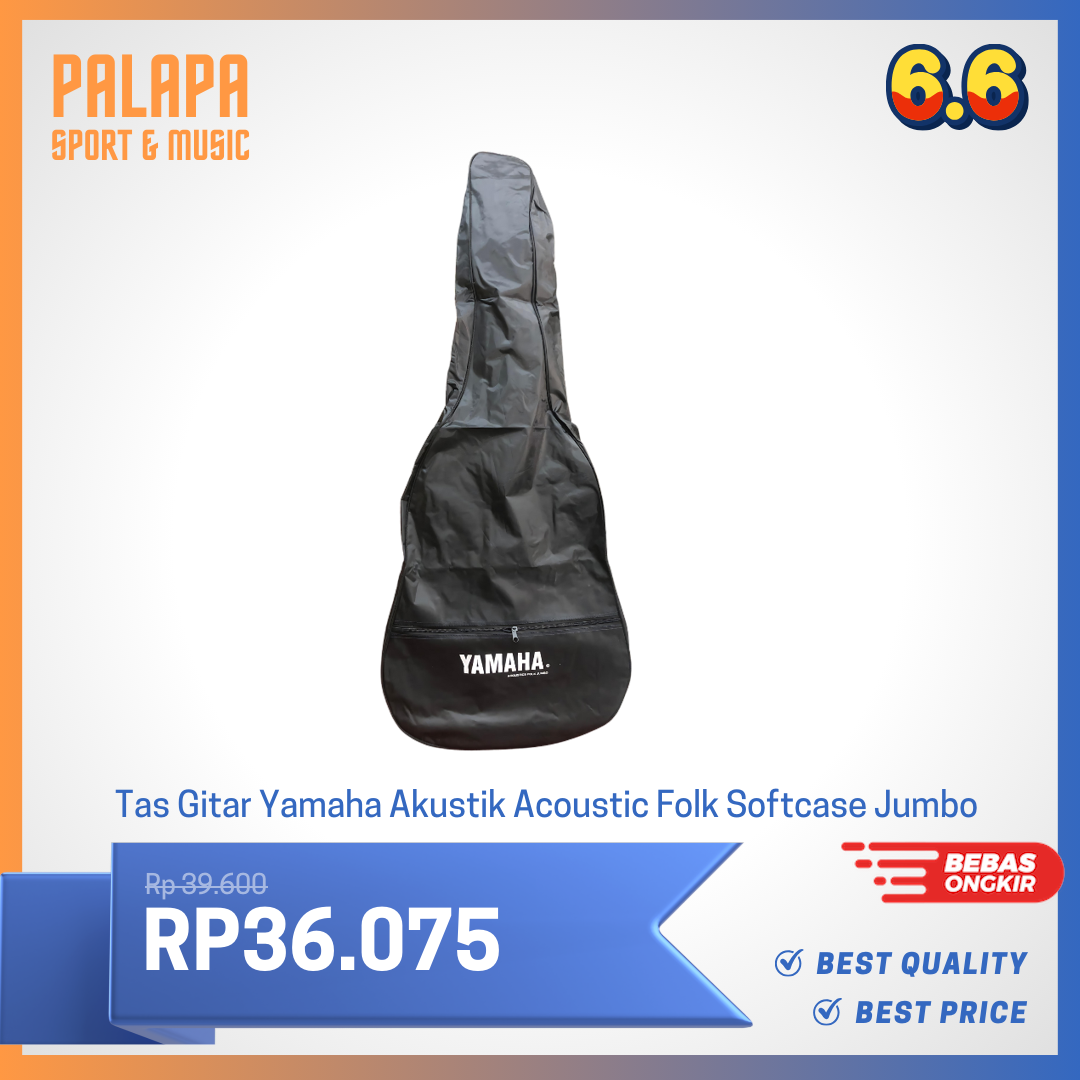 PALAPA
SPORT & MUSIC
6.6
YAMAHA
Tas Gitar Yamaha Akustik Acoustic Folk Softcase Jumbo
Rp 39.600
RP36.075
BEBAS
ONGKIR
BEST QUALITY
BEST PRICE